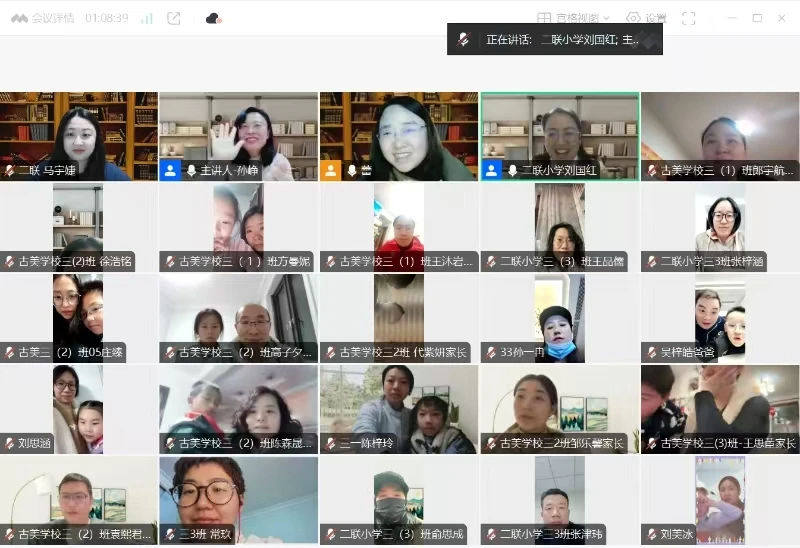 会议详情 01:08:39
宫格视图 设置
正在讲话: 二联小学刘国红; 主..
二联 马宇婕
主讲人-孙峥
蕾
二联小学刘国红
古美学校三（1）班郎宇航...
古美学校三(2)班 徐浩铭
古美学校三（1）班方曼妮
古美学校三（1）班王沐岩...
二联小学三（3）班王品儒
二联小学三3班张梓涵
古美三（2）班05庄臻
古美学校三（2）班高子夕...
古美学校三2班 代紫妍家长
33孙一冉
吴梓皓爸爸
刘思涵
古美学校三（2）班陈森晟...
三一陈梓玲
古美学校三2班邹乐馨家长
古美学校三(3)班-王思蓝家长
古美学校三（2）班袁熙君...
三3班 常玖
二联小学三（3）班俞思成
二联小学三3班张津玮
刘美冰